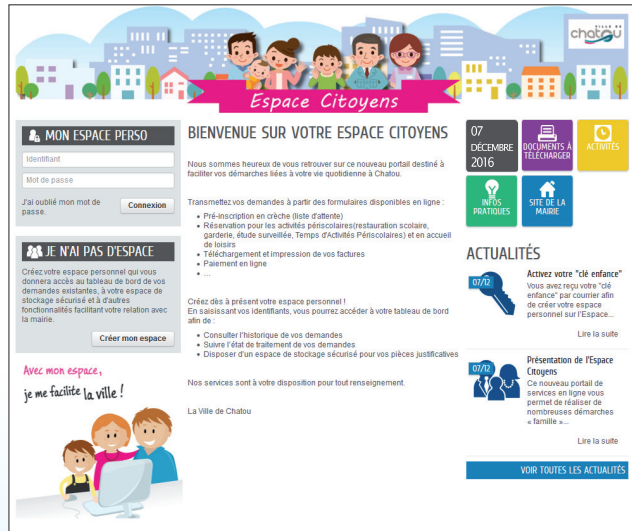 VILLE DE
chatou
Espace Citoyens
MON ESPACE PERSO
Identifiant
Mot de passe
J'ai oublié mon mot de
passe.
Connexion
JE N'AI PAS D'ESPACE
Créez votre espace personnel qui vous
donnera accès au tableau de bord de vos
demandes existantes, à votre espace de
stockage sécurisé et à d'autres
fonctionnalités facilitant votre relation avec
la mairie.
Créer mon espace
Avec mon espace,
je me facilite la ville !
BIENVENUE SUR VOTRE ESPACE CITOYENS
Nous sommes heureux de vous retrouver sur ce nouveau portail destiné à
faciliter vos démarches liées à votre vie quotidienne à Chatou.
Transmettez vos demandes à partir des formulaires disponibles en ligne :
• Pré-inscription en crèche (liste d'attente)
• Réservation pour les activités périscolaires(restauration scolaire,
garderie, étude surveillée, Temps d'Activités Périscolaires) et en accueil
de loisirs
• Téléchargement et impression de vos factures
• Paiement en ligne
• ...
Créez dès à présent votre espace personnel !
En saisissant vos identifiants, vous pourrez accéder à votre tableau de bord
afin de :
• Consulter l'historique de vos demandes
• Suivre l'état de traitement de vos demandes
• Disposer d'un espace de stockage sécurisé pour vos pièces justificatives
Nos services sont à votre disposition pour tout renseignement.
La Ville de Chatou
07
DÉCEMBRE
2016
DOCUMENTS À
TÉLÉCHARGER
ACTIVITÉS
INFOS
PRATIQUES
SITE DE LA
MAIRIE
ACTUALITÉS
07/12
Activez votre "clé enfance"
Vous avez reçu votre "clé
enfance" par courrier afin
de créer votre espace
personnel sur l'Espace...
Lire la suite
07/12
Présentation de l'Espace
Citoyens
Ce nouveau portail de
services en ligne vous
permet de réaliser de
nombreuses démarches
« famille »...
Lire la suite
VOIR TOUTES LES ACTUALITÉS